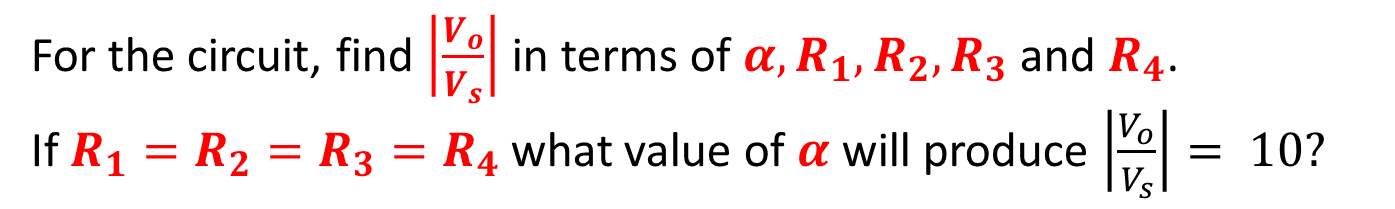 For the circuit, find |Vₒ/Vₛ| in terms of α, R₁, R₂, R₃ and R₄.
If R₁ = R₂ = R₃ = R₄ what value of α will produce |Vₒ/Vₛ| = 10?